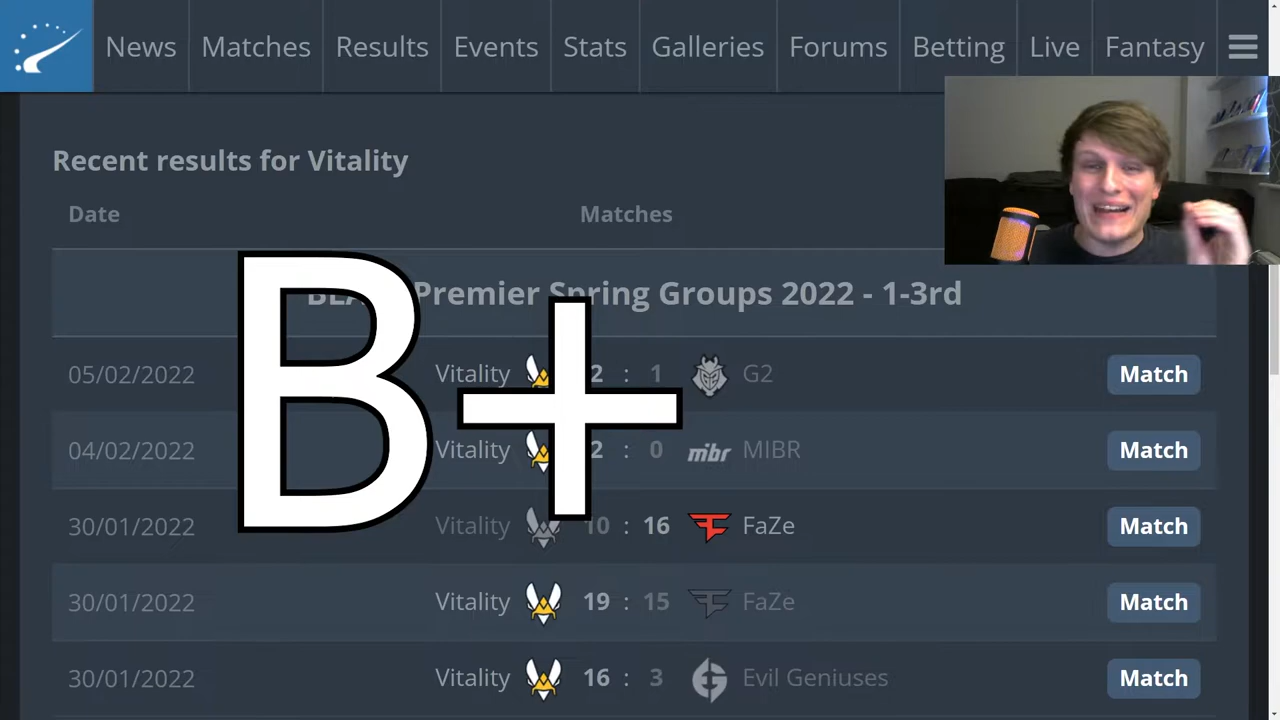 News Matches Results Events Stats Galleries Forums Betting Live Fantasy
Recent results for Vitality
Date Matches
Premier Spring Groups 2022 - 1-3rd
05/02/2022 Vitality 2 : 1 G2 Match
04/02/2022 Vitality 2 : 0 mibr MIBR Match
30/01/2022 Vitality 10 : 16 FaZe Match
30/01/2022 Vitality 19 : 15 FaZe Match
30/01/2022 Vitality 16 : 3 Evil Geniuses Match
B+